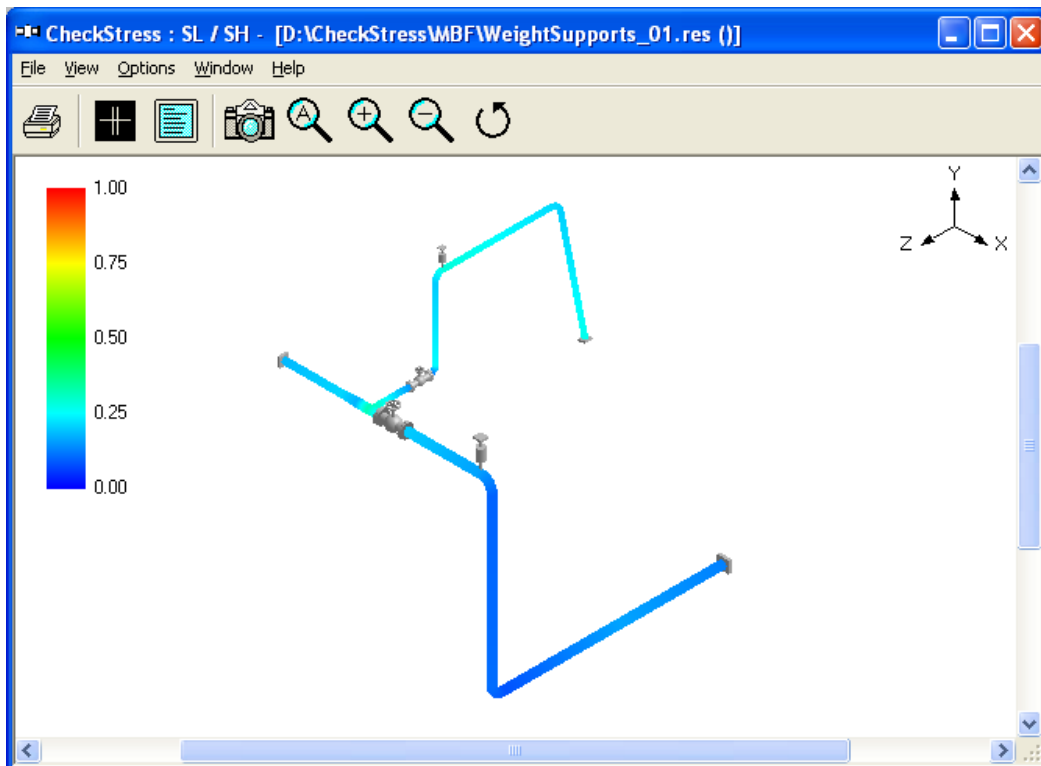 CheckStress : SL / SH - [D:\CheckStress\MBF\WeightSupports_01.res ()]
File View Options Window Help
A
1.00
0.75
0.50
0.25
0.00
Y
Z
X